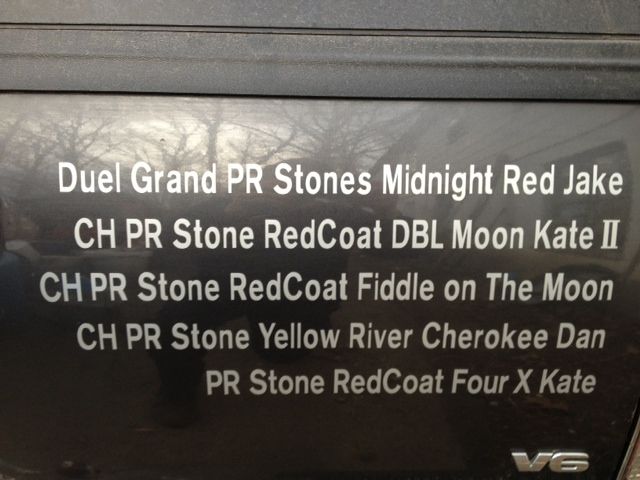 Duel Grand PR Stones Midnight Red Jake
CH PR Stone RedCoat DBL Moon Kate II
CH PR Stone RedCoat Fiddle on The Moon
CH PR Stone Yellow River Cherokee Dan
PR Stone RedCoat Four X Kate
V6